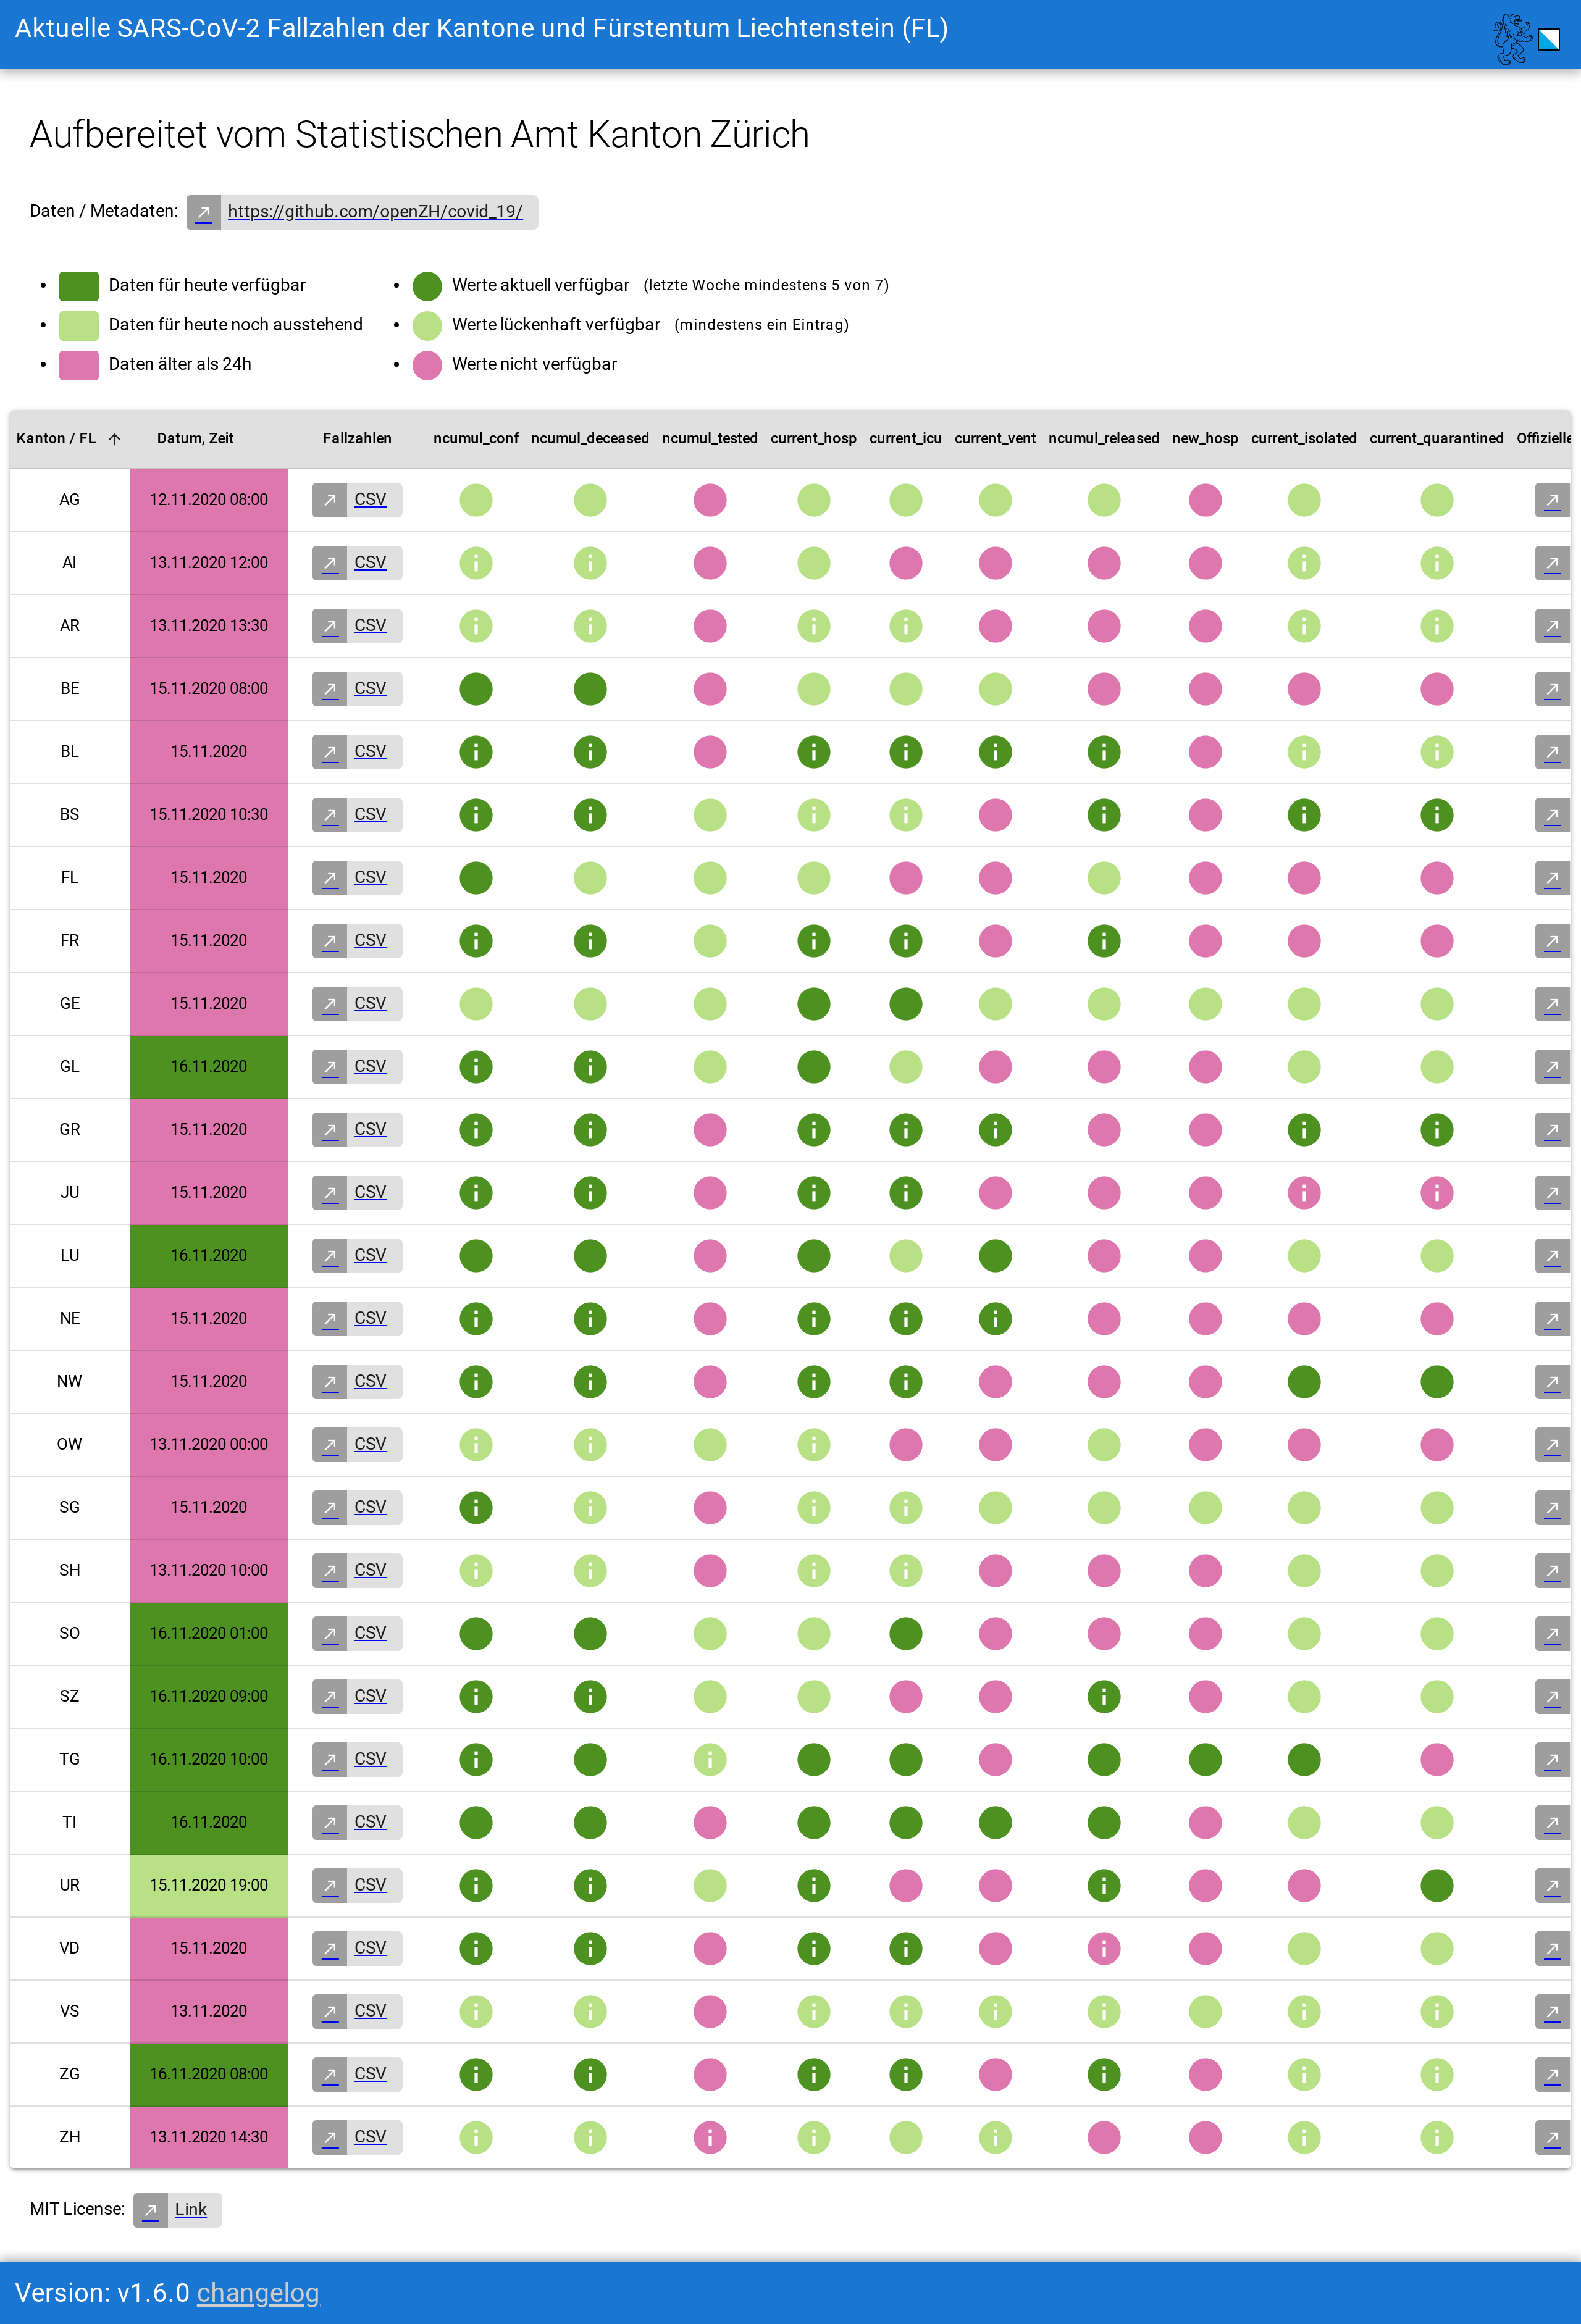 Aktuelle SARS-CoV-2 Fallzahlen der Kantone und Fürstentum Liechtenstein (FL)
Aufbereitet vom Statistischen Amt Kanton Zürich
Daten / Metadaten: https://github.com/openZH/covid_19/
Daten für heute verfügbar
Daten für heute noch ausstehend
Daten älter als 24h
Werte aktuell verfügbar (letzte Woche mindestens 5 von 7)
Werte lückenhaft verfügbar (mindestens ein Eintrag)
Werte nicht verfügbar
Kanton / FL Datum, Zeit Fallzahlen ncumul_conf ncumul_deceased ncumul_tested current_hosp current_icu current_vent ncumul_released new_hosp current_isolated current_quarantined Offizielle
AG 12.11.2020 08:00 CSV
AI 13.11.2020 12:00 CSV
AR 13.11.2020 13:30 CSV
BE 15.11.2020 08:00 CSV
BL 15.11.2020 CSV
BS 15.11.2020 10:30 CSV
FL 15.11.2020 CSV
FR 15.11.2020 CSV
GE 15.11.2020 CSV
GL 16.11.2020 CSV
GR 15.11.2020 CSV
JU 15.11.2020 CSV
LU 16.11.2020 CSV
NE 15.11.2020 CSV
NW 15.11.2020 CSV
OW 13.11.2020 00:00 CSV
SG 15.11.2020 CSV
SH 13.11.2020 10:00 CSV
SO 16.11.2020 01:00 CSV
SZ 16.11.2020 09:00 CSV
TG 16.11.2020 10:00 CSV
TI 16.11.2020 CSV
UR 15.11.2020 19:00 CSV
VD 15.11.2020 CSV
VS 13.11.2020 CSV
ZG 16.11.2020 08:00 CSV
ZH 13.11.2020 14:30 CSV
MIT License: Link
Version: v1.6.0 changelog